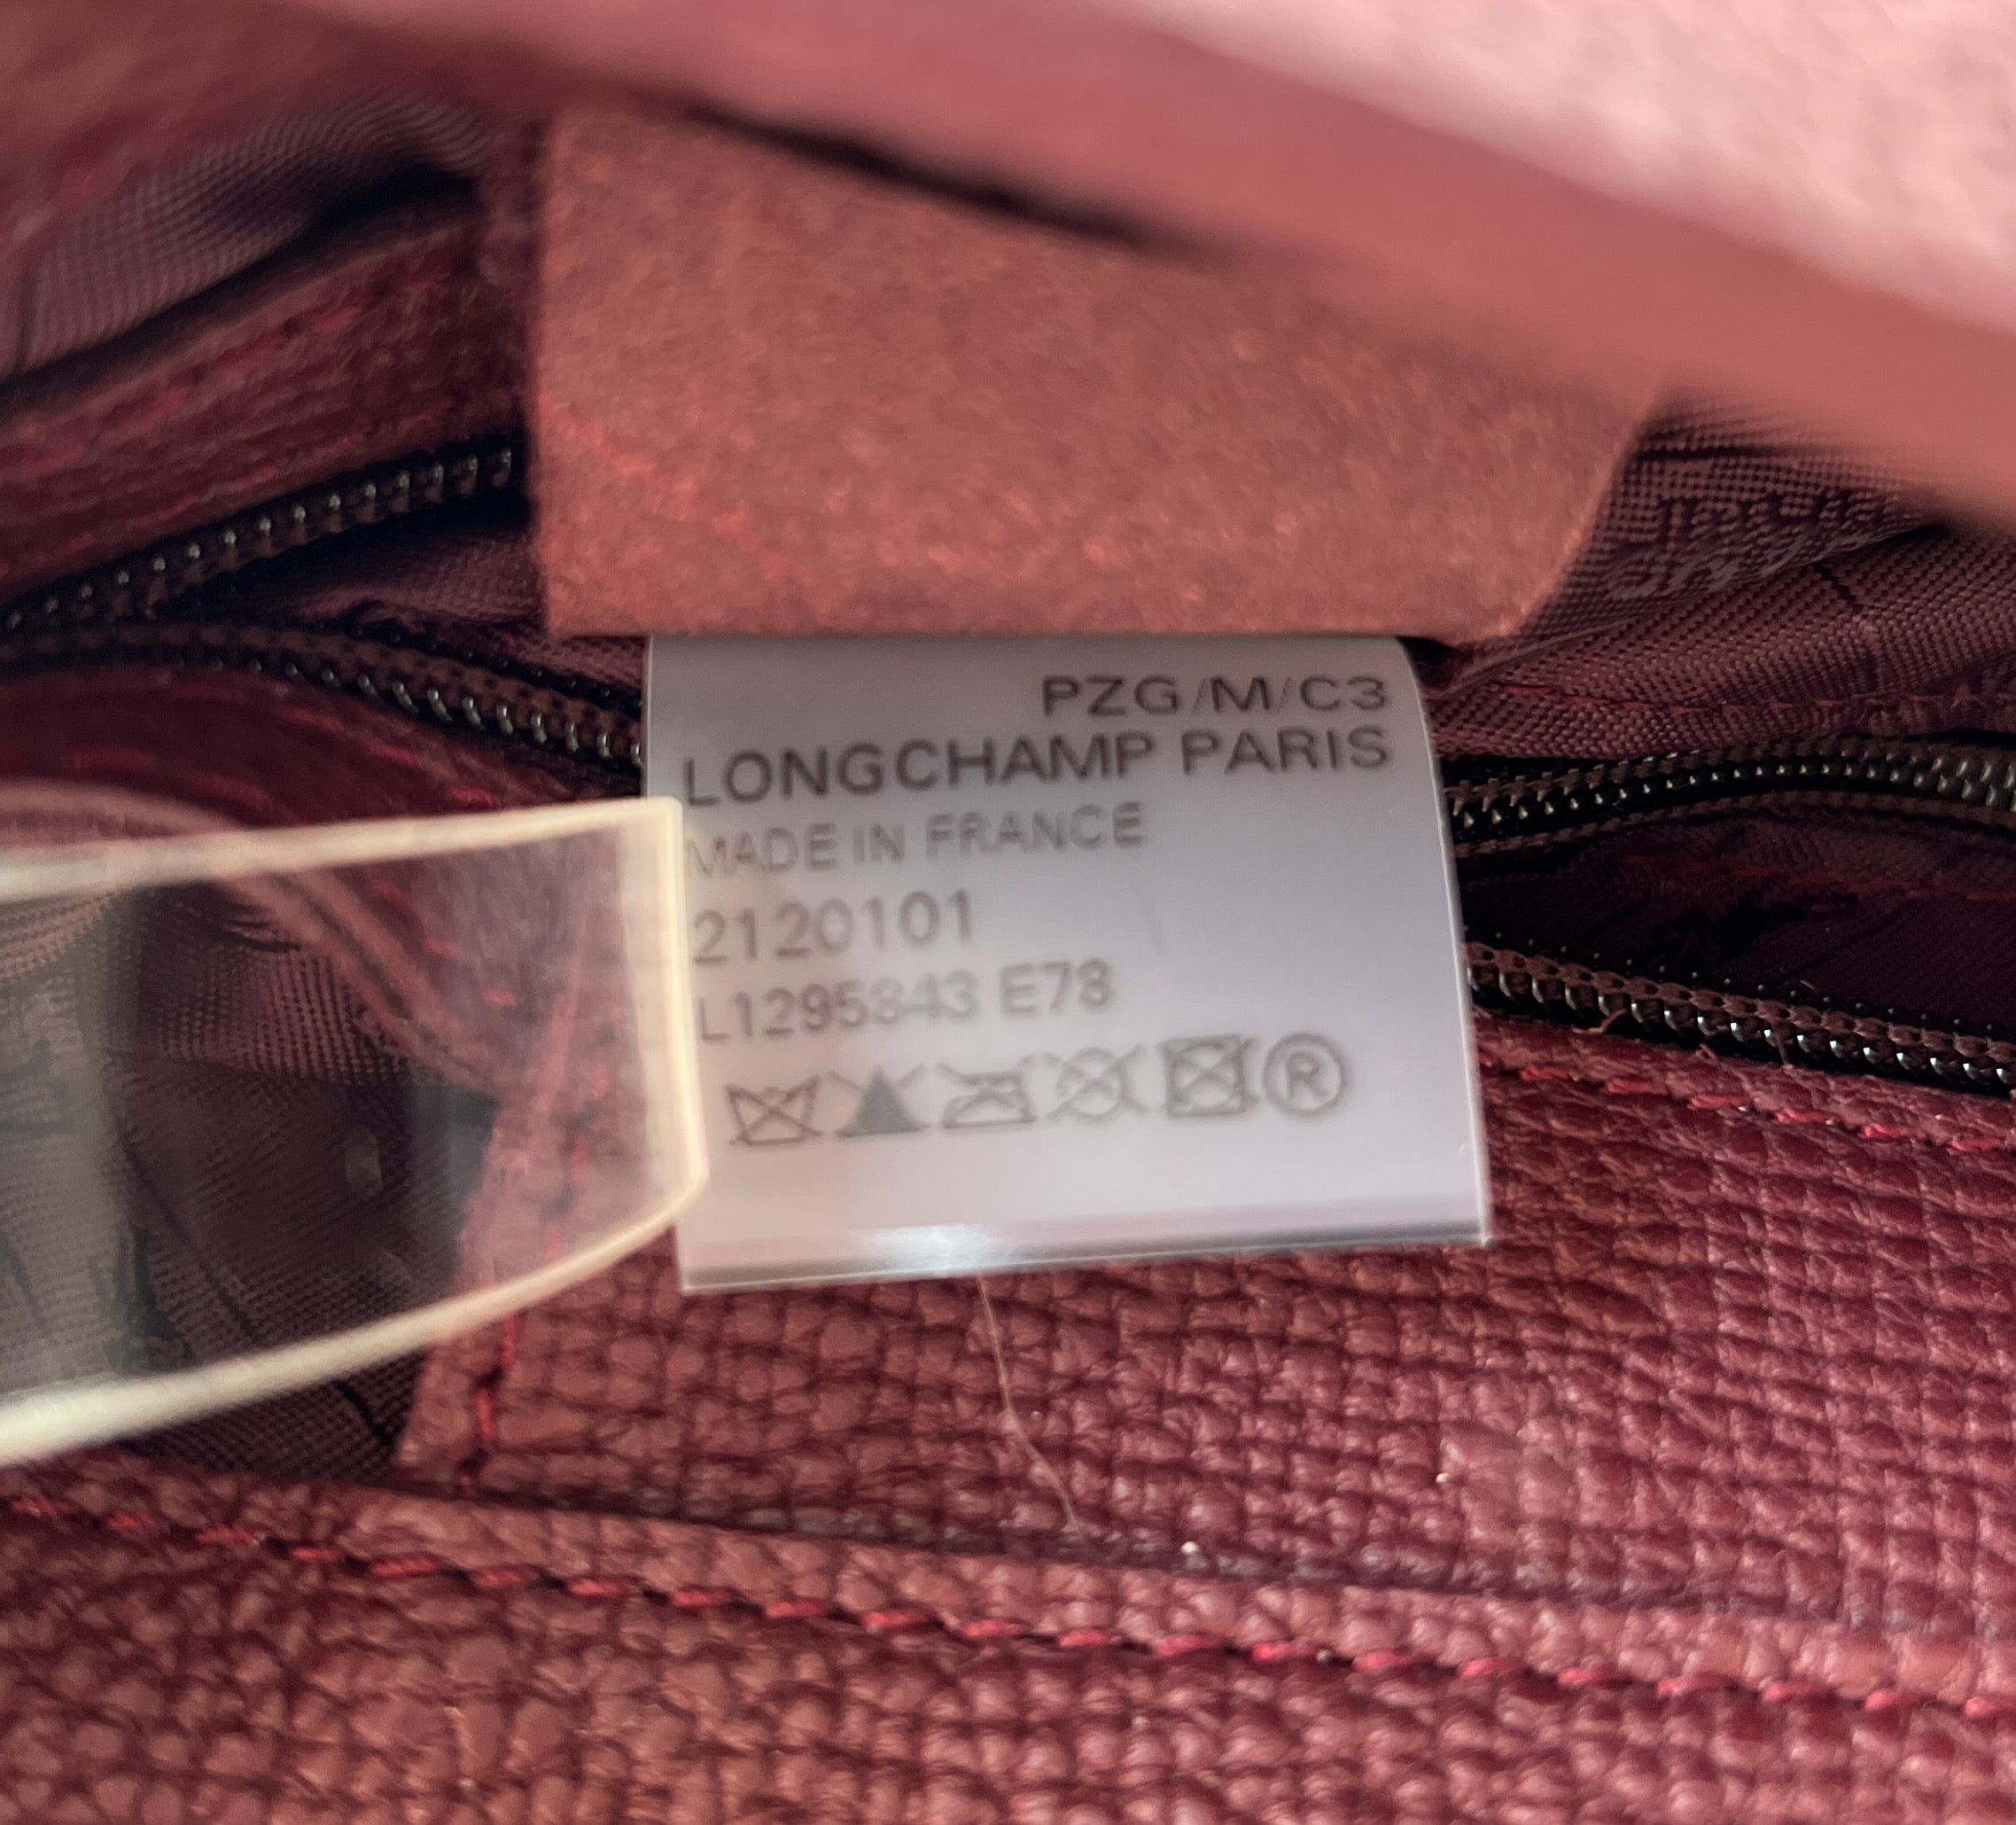 PZG/M/C3
LONGCHAMP PARIS
MADE IN FRANCE
2120101
L1295843 E78
®